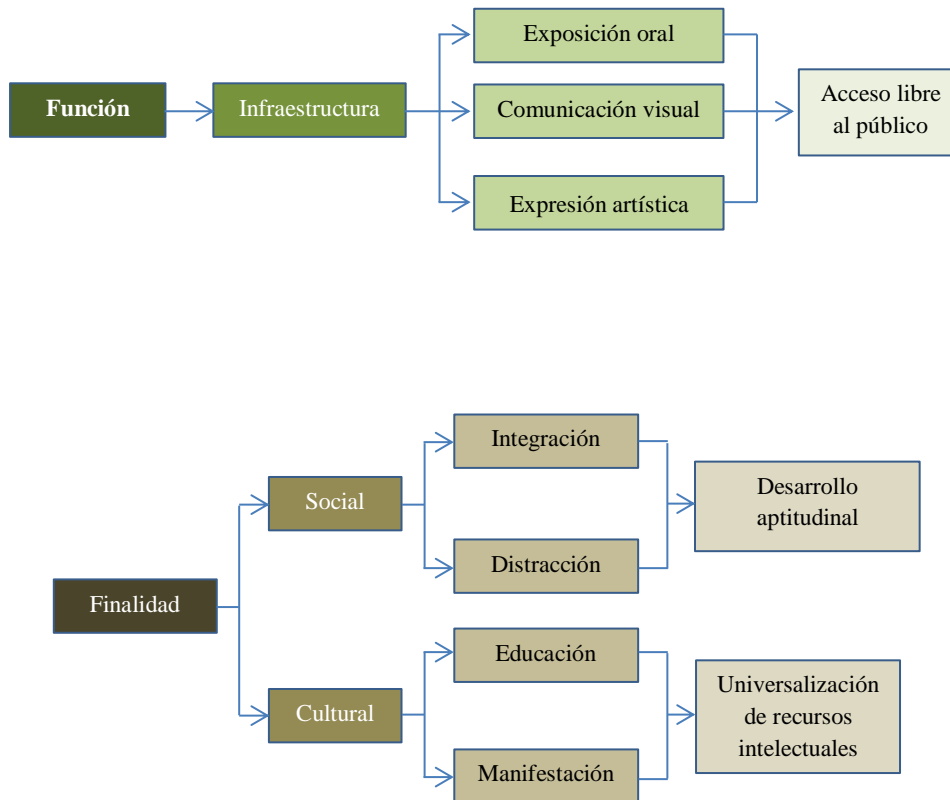 Función
Infraestructura
Exposición oral
Comunicación visual
Expresión artística
Acceso libre
al público
Finalidad
Social
Cultural
Integración
Distracción
Educación
Manifestación
Desarrollo
aptitudinal
Universalización
de recursos
intelectuales